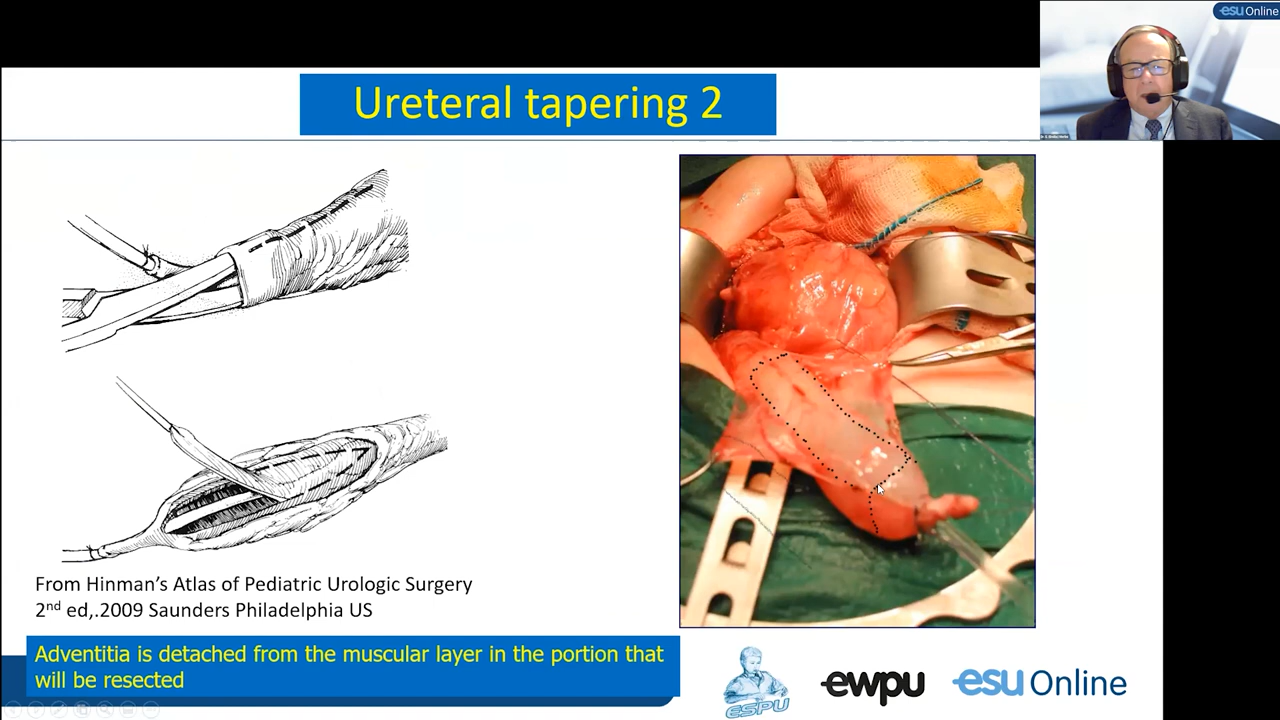 esu Online
Ureteral tapering 2
From Hinman's Atlas of Pediatric Urologic Surgery
2nd ed,.2009 Saunders Philadelphia US
Adventitia is detached from the muscular layer in the portion that
will be resected
ESPU
ewpu
esu Online